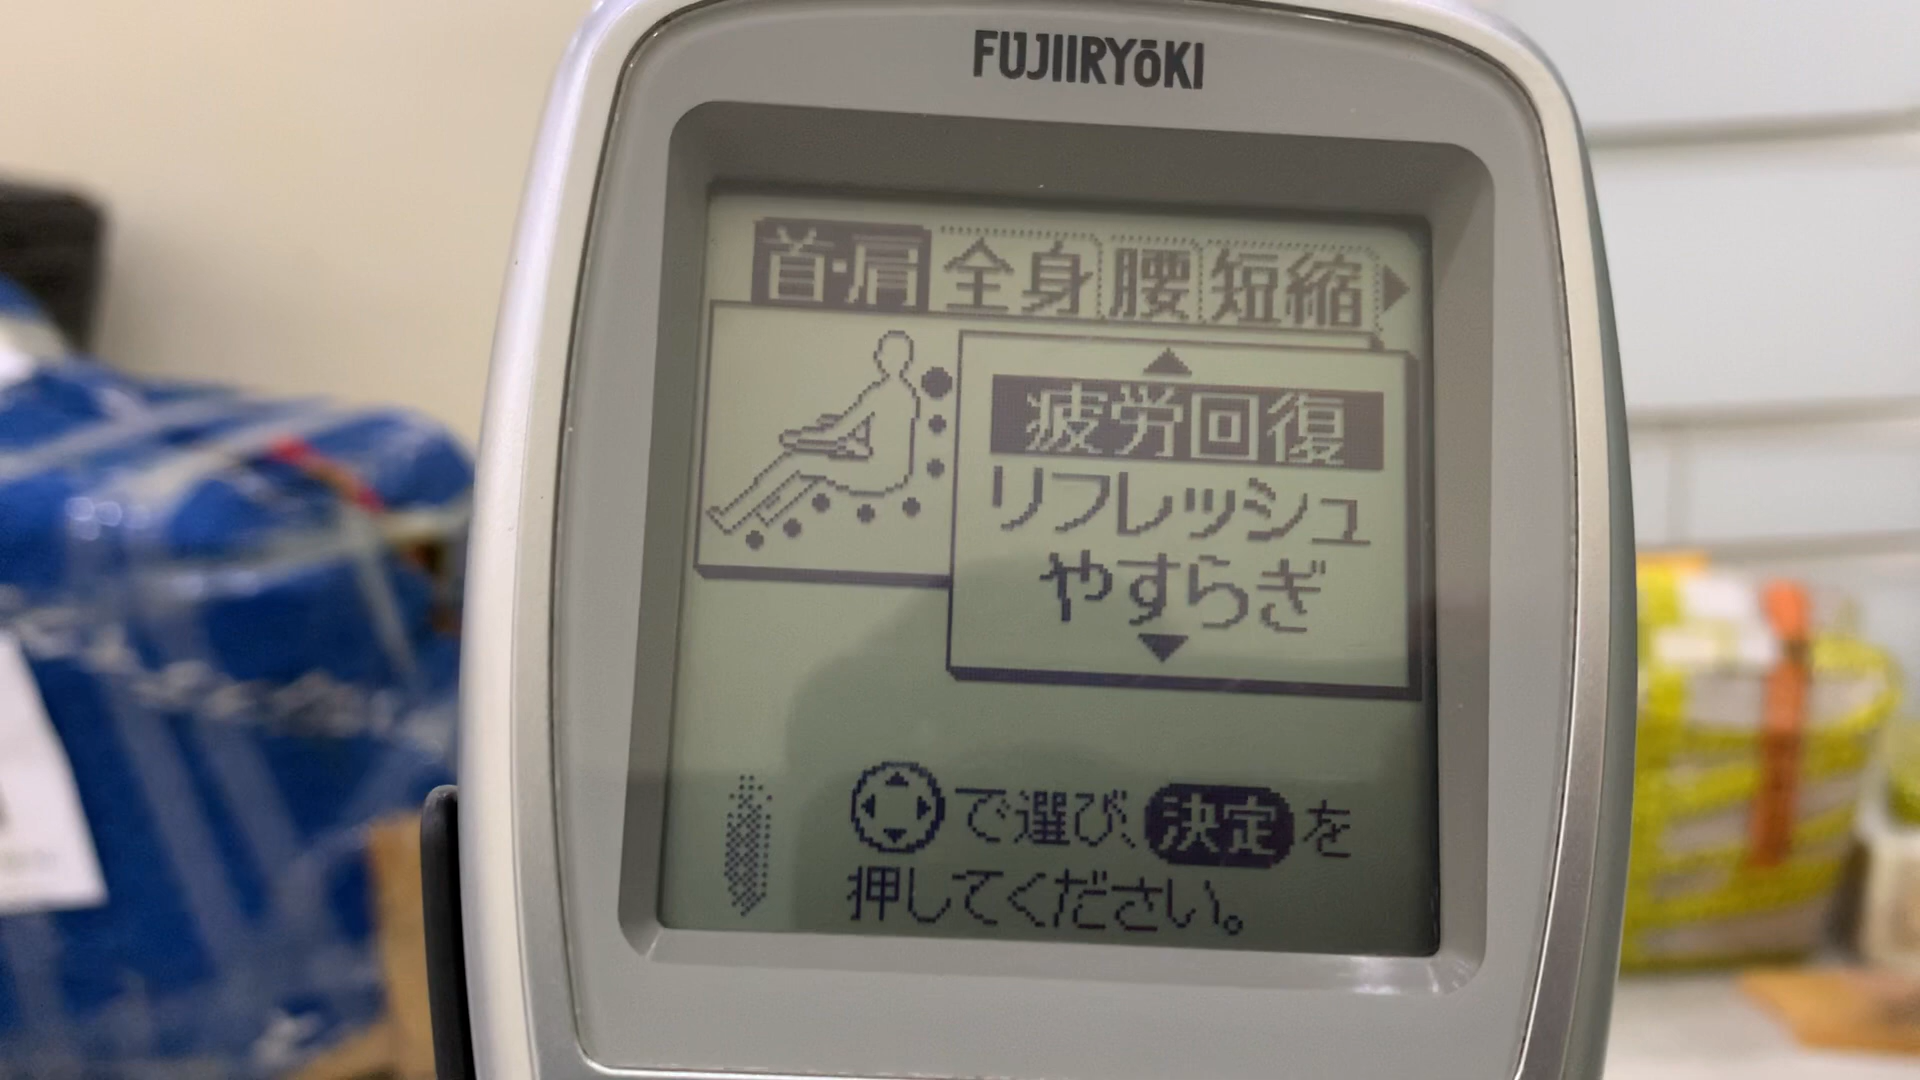 FUJIIRYōKI
首・肩 全身 腰 短縮
疲労回復
リフレッシュ
やすらぎ
で選び、決定を
押してください。